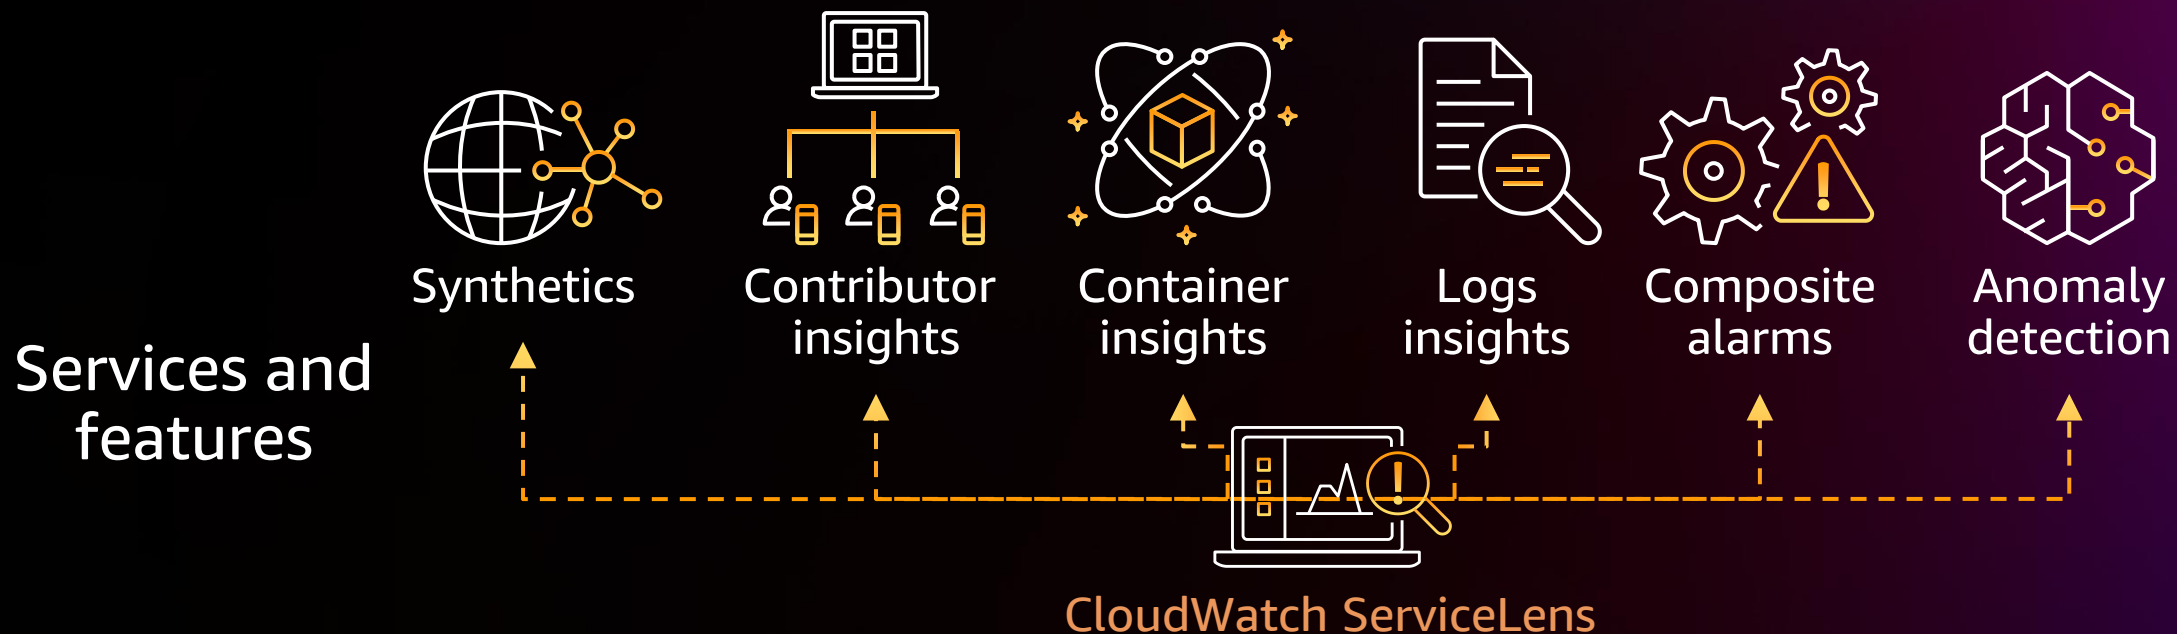 Services and
features
Synthetics
Contributor
insights
Container
insights
Logs
insights
Composite
alarms
Anomaly
detection
CloudWatch ServiceLens